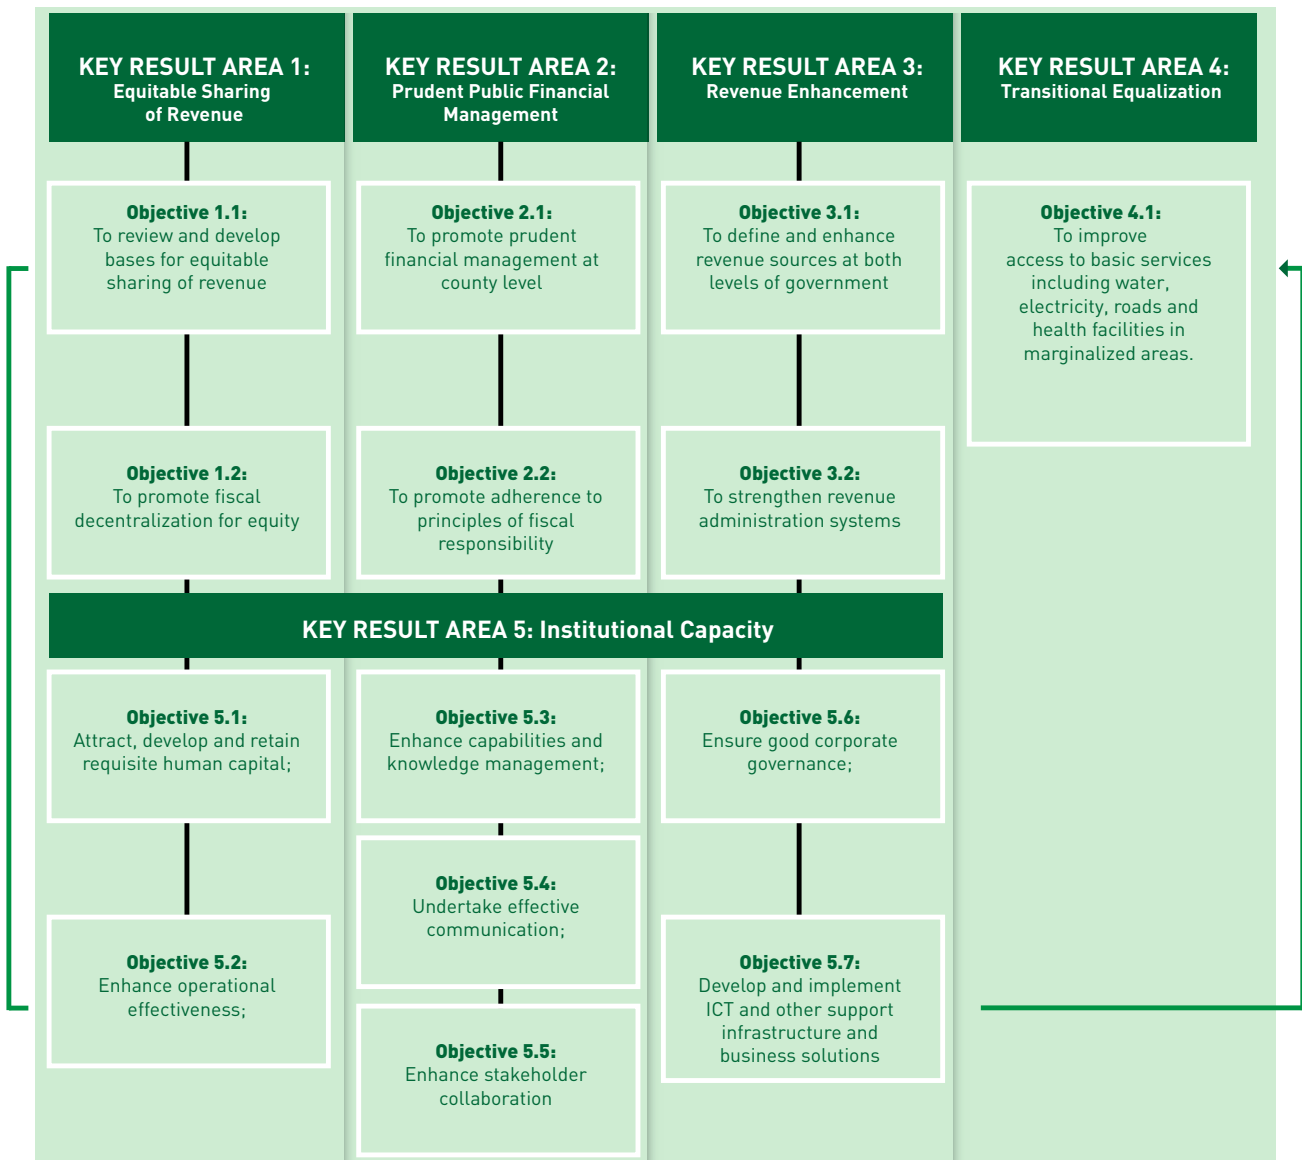 KEY RESULT AREA 1:
Equitable Sharing
of Revenue
KEY RESULT AREA 2:
Prudent Public Financial
Management
KEY RESULT AREA 3:
Revenue Enhancement
KEY RESULT AREA 4:
Transitional Equalization
Objective 1.1:
To review and develop
bases for equitable
sharing of revenue
Objective 2.1:
To promote prudent
financial management at
county level
Objective 3.1:
To define and enhance
revenue sources at both
levels of government
Objective 4.1:
To improve
access to basic services
including water,
electricity, roads and
health facilities in
marginalized areas.
Objective 1.2:
To promote fiscal
decentralization for equity
Objective 2.2:
To promote adherence to
principles of fiscal
responsibility
Objective 3.2:
To strengthen revenue
administration systems
KEY RESULT AREA 5: Institutional Capacity
Objective 5.1:
Attract, develop and retain
requisite human capital;
Objective 5.2:
Enhance operational
effectiveness;
Objective 5.3:
Enhance capabilities and
knowledge management;
Objective 5.4:
Undertake effective
communication;
Objective 5.5:
Enhance stakeholder
collaboration
Objective 5.6:
Ensure good corporate
governance;
Objective 5.7:
Develop and implement
ICT and other support
infrastructure and
business solutions